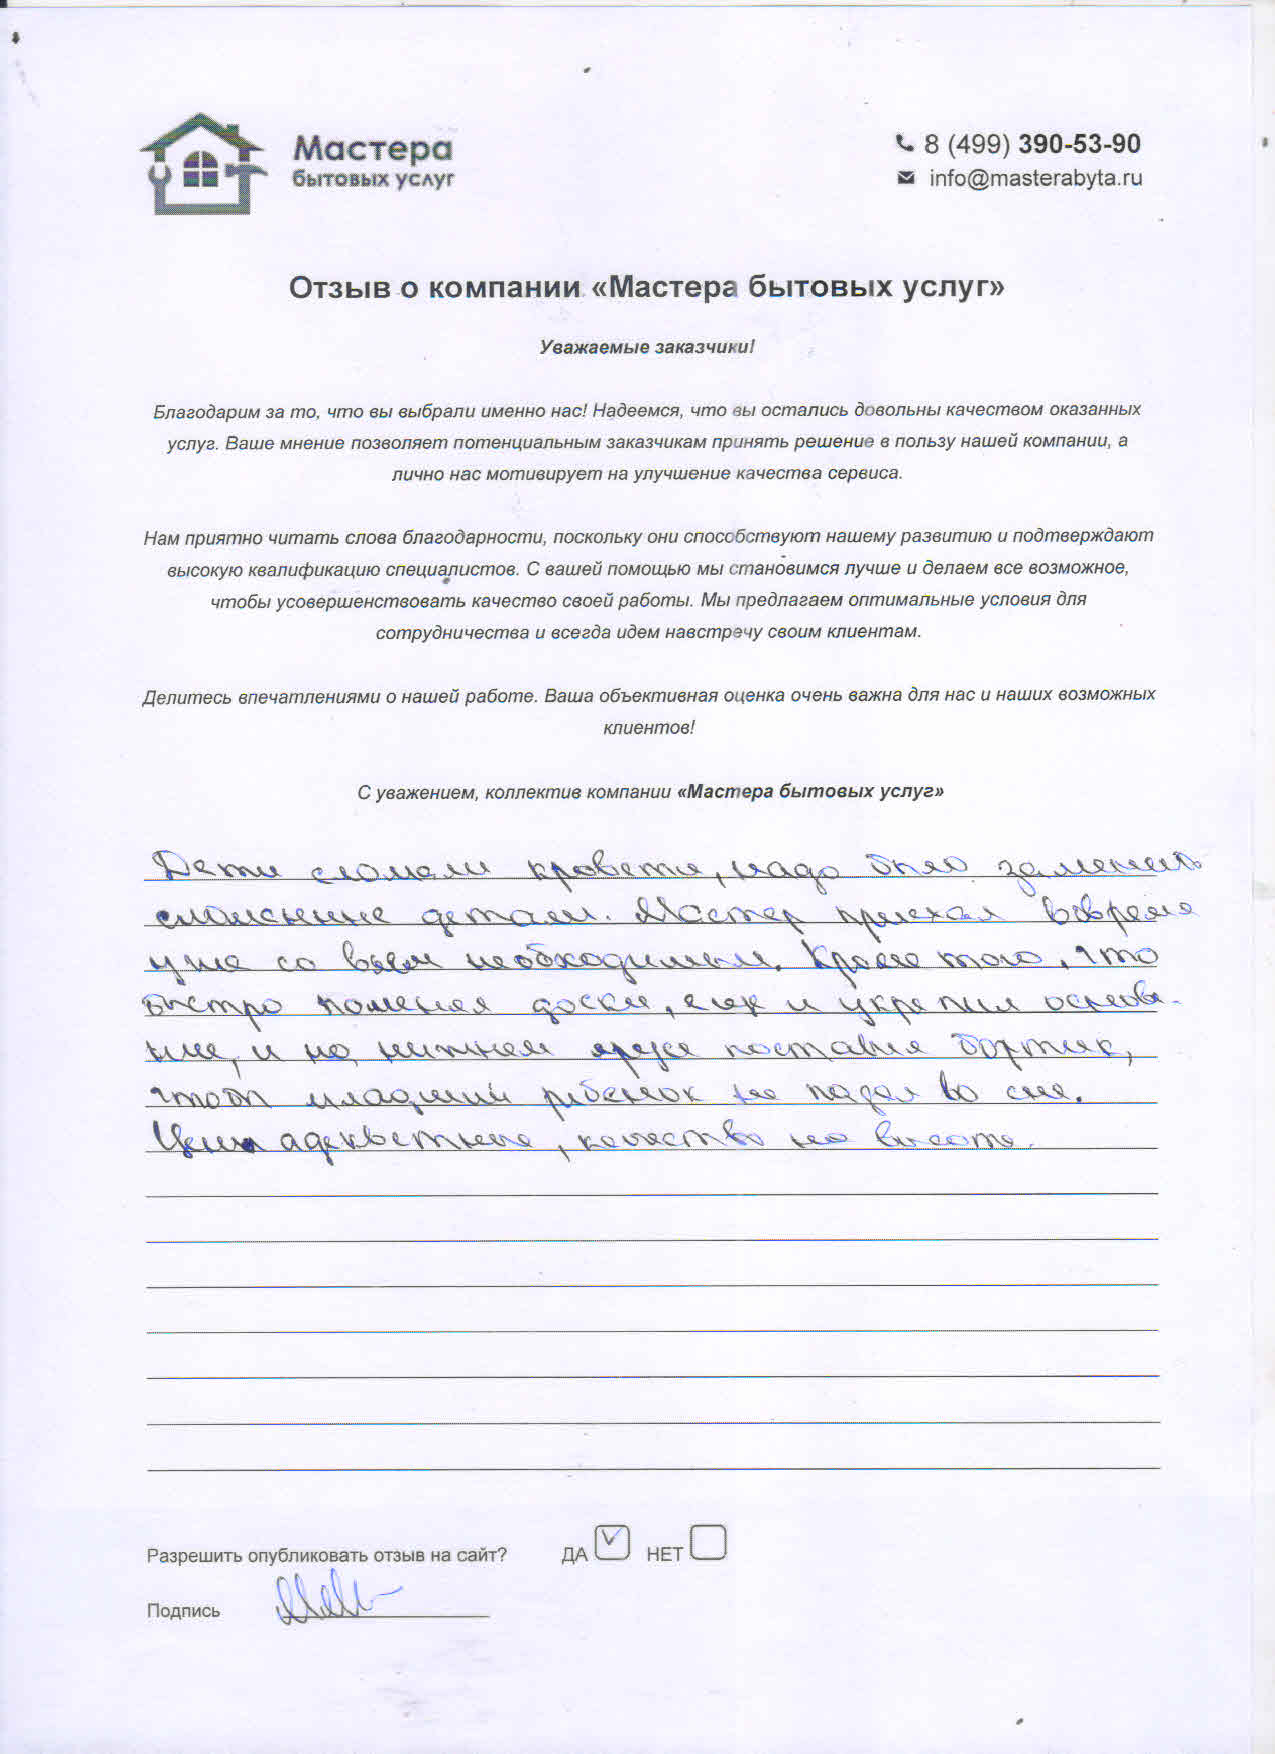 Мастера
бытовых услуг
8 (499) 390-53-90
info@masterabyta.ru
Отзыв о компании «Мастера бытовых услуг»
Уважаемые заказчики!
Благодарим за то, что вы выбрали именно нас! Надеемся, что вы остались довольны качеством оказанных
услуг. Ваше мнение позволяет потенциальным заказчикам принять решение в пользу нашей компании, а
лично нас мотивирует на улучшение качества сервиса.
Нам приятно читать слова благодарности, поскольку они способствуют нашему развитию и подтверждают
высокую квалификацию специалистов. С вашей помощью мы становимся лучше и делаем все возможное,
чтобы усовершенствовать качество своей работы. Мы предлагаем оптимальные условия для
сотрудничества и всегда идем навстречу своим клиентам.
Делитесь впечатлениями о нашей работе. Ваша объективная оценка очень важна для нас и наших возможных
клиентов!
С уважением, коллектив компании «Мастера бытовых услуг»
Дети сломали кровати, надо было заменить
сломанные детали. Мастер приехал вовремя
уже со всем необходимым. Кроме того, что
быстро поменял доски, еще и укрепил основа-
ние, и на нижнем ярусе поставил бортик,
чтоб младший ребенок не падал во сне.
Цены адекватные, качество на высоте.
Разрешить опубликовать отзыв на сайт? ДА НЕТ
Подпись